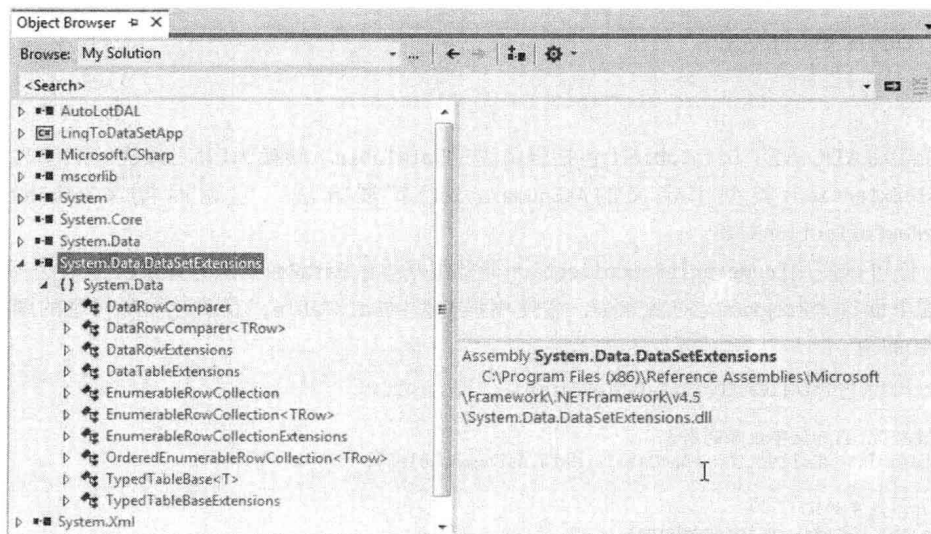 Object Browser
Browse: My Solution
...
<Search>
AutoLotDAL
C# LinqToDataSetApp
Microsoft.CSharp
mscorlib
System
System.Core
System.Data
System.Data.DataSetExtensions
{ } System.Data
DataRowComparer
DataRowComparer<TRow>
DataRowExtensions
DataTableExtensions
EnumerableRowCollection
EnumerableRowCollection<TRow>
EnumerableRowCollectionExtensions
OrderedEnumerableRowCollection<TRow>
TypedTableBase<T>
TypedTableBaseExtensions
System.Xml
Assembly System.Data.DataSetExtensions
C:\Program Files (x86)\Reference Assemblies\Microsoft
\Framework\.NETFramework\v4.5
\System.Data.DataSetExtensions.dll